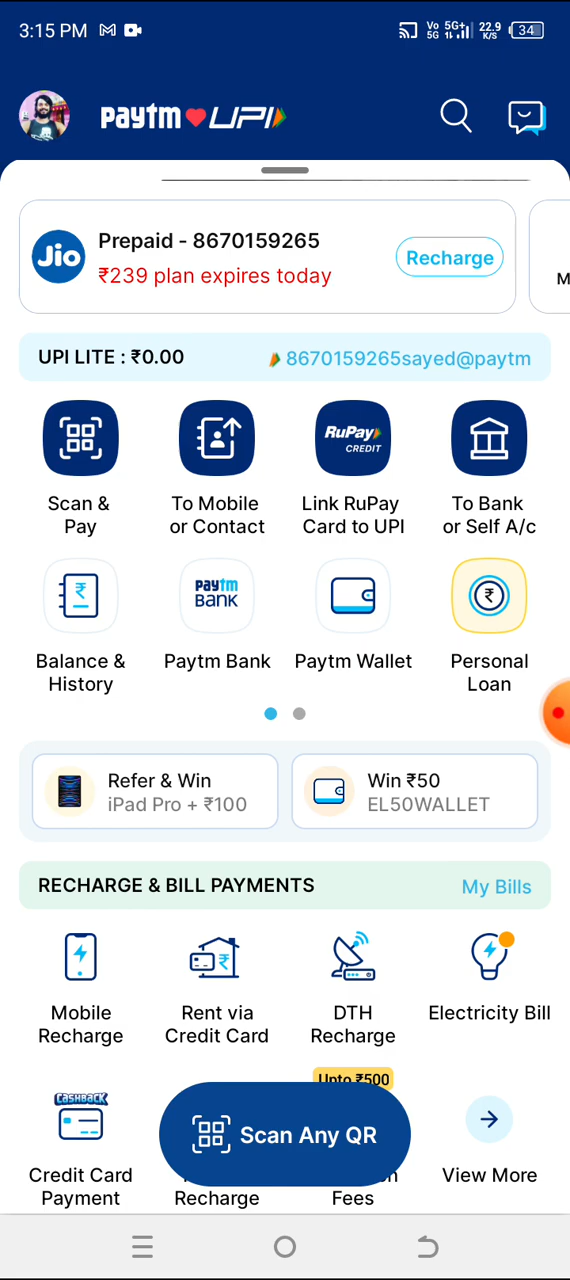 3:15 PM
Vo 5G 5G+ 22.9 K/S 34
paytm UPI
Jio
Prepaid - 8670159265
₹239 plan expires today
Recharge
M
UPI LITE : ₹0.00
8670159265sayed@paytm
RuPay
CREDIT
Scan &
Pay
To Mobile
or Contact
Link RuPay
Card to UPI
To Bank
or Self A/c
₹
paytm
BANK
₹
Balance &
History
Paytm Bank
Paytm Wallet
Personal
Loan
Refer & Win
iPad Pro + ₹100
Win ₹50
EL50WALLET
RECHARGE & BILL PAYMENTS
My Bills
₹
Mobile
Recharge
Rent via
Credit Card
DTH
Recharge
Electricity Bill
CASHBACK
Upto ₹500
Scan Any QR
Credit Card
Payment
Recharge
Fees
View More